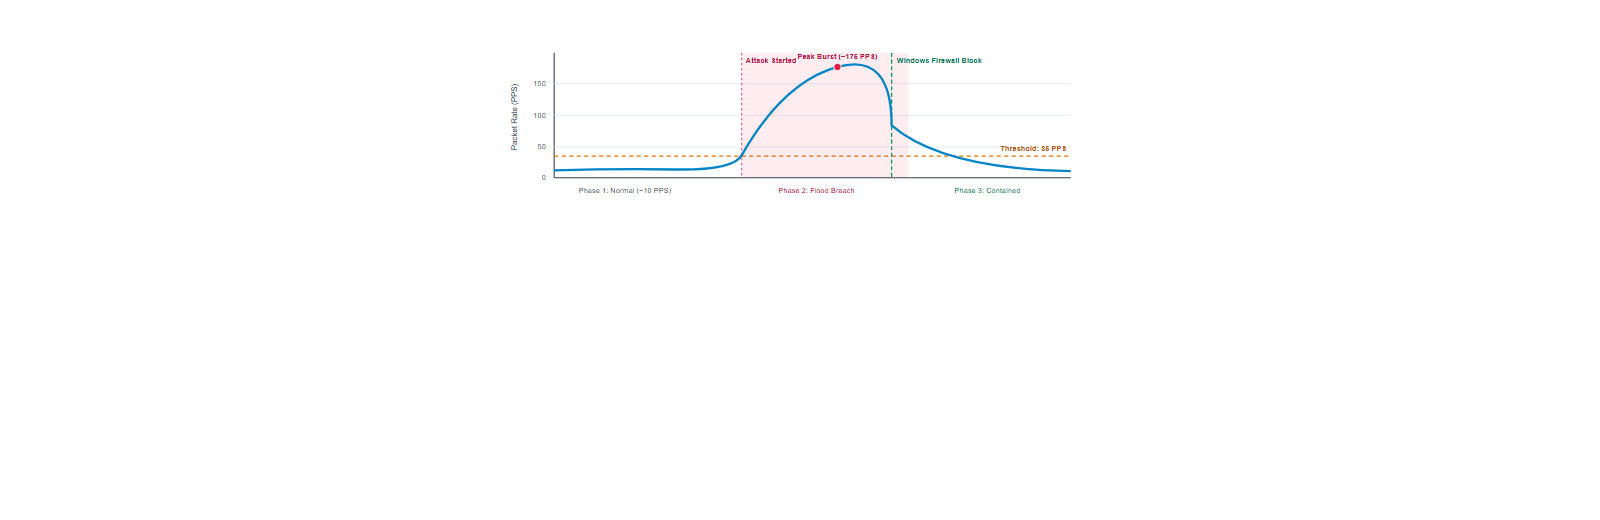 Peak Burst (~175 PPS)
Attack Started
Windows Firewall Block
150
100
50
0
Packet Rate (PPS)
Threshold: 35 PPS
Phase 1: Normal (~10 PPS)
Phase 2: Flood Breach
Phase 3: Contained